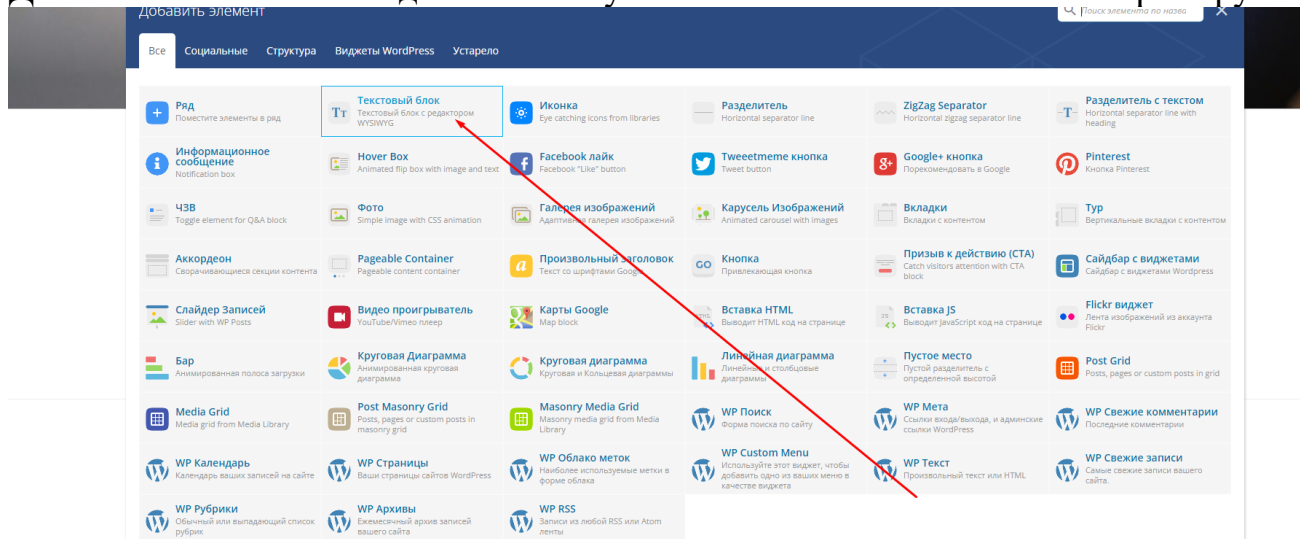 Добавить элемент
Поиск элемента по назва
Все Социальные Структура Виджеты WordPress Устарело
Ряд
Поместите элементы в ряд
Текстовый блок
Текстовый блок с редактором
WYSIWYG
Иконка
Eye catching icons from libraries
Разделитель
Horizontal separator line
ZigZag Separator
Horizontal zigzag separator line
Разделитель с текстом
Horizontal separator line with
heading
Информационное
сообщение
Notification box
Hover Box
Animated flip box with image and text
Facebook лайк
Facebook "Like" button
Tweeetmeme кнопка
Tweet button
Google+ кнопка
Порекомендовать в Google
Pinterest
Кнопка Pinterest
ЧЗВ
Toggle element for Q&A block
Фото
Simple image with CSS animation
Галерея изображений
Адаптивная галерея изображений
Карусель Изображений
Animated carousel with images
Вкладки
Вкладки с контентом
Тур
Вертикальные вкладки с контентом
Аккордеон
Сворачивающиеся секции контента
Pageable Container
Pageable content container
Произвольный заголовок
Текст со шрифтами Google
GO
Кнопка
Привлекающая кнопка
Призыв к действию (CTA)
Catch visitors attention with CTA
block
Сайдбар с виджетами
Сайдбар с виджетами Wordpress
Слайдер Записей
Slider with WP Posts
Видео проигрыватель
YouTube/Vimeo плеер
Карты Google
Map block
Вставка HTML
Выводит HTML код на странице
JS
Вставка JS
Выводит JavaScript код на странице
Flickr виджет
Лента изображений из аккаунта
Flickr
Бар
Анимированная полоса загрузки
Круговая Диаграмма
Анимированная круговая
диаграмма
Круговая диаграмма
Круговая и Кольцевая диаграммы
Линейная диаграмма
Линейные и столбцовые
диаграммы
Пустое место
Пустой разделитель с
определенной высотой
Post Grid
Posts, pages or custom posts in grid
Media Grid
Media grid from Media Library
Post Masonry Grid
Posts, pages or custom posts in
masonry grid
Masonry Media Grid
Masonry media grid from Media
Library
WP Поиск
Форма поиска по сайту
WP Мета
Ссылки входа/выхода, и админские
ссылки WordPress
WP Свежие комментарии
Последние комментарии
WP Календарь
Календарь ваших записей на сайте
WP Страницы
Ваши страницы сайтов WordPress
WP Облако меток
Наиболее используемые метки в
форме облака
WP Custom Menu
Используйте этот виджет, чтобы
добавить одно из ваших меню в
качестве виджета
WP Текст
Произвольный текст или HTML
WP Свежие записи
Самые свежие записи вашего
сайта.
WP Рубрики
Обычный или выпадающий список
рубрик
WP Архивы
Ежемесячный архив записей
вашего сайта
WP RSS
Записи из любой RSS или Atom
ленты